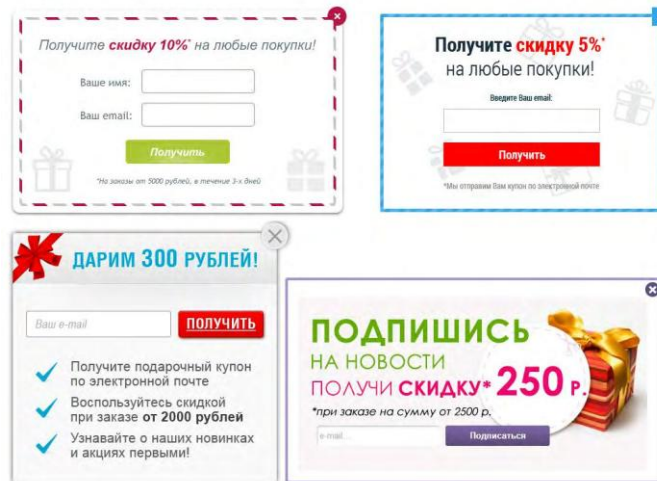 Получите скидку 10%* на любые покупки!
Ваше имя:
Ваш email:
Получить
*На заказы от 5000 рублей, в течение 3-х дней
Получите скидку 5%*
на любые покупки!
Введите Ваш email:
Получить
*Мы отправим Вам купон по электронной почте
ДАРИМ 300 РУБЛЕЙ!
Ваш e-mail
ПОЛУЧИТЬ
Получите подарочный купон
по электронной почте
Воспользуйтесь скидкой
при заказе от 2000 рублей
Узнавайте о наших новинках
и акциях первыми!
ПОДПИШИСЬ
НА НОВОСТИ
ПОЛУЧИ СКИДКУ* 250 Р.
*при заказе на сумму от 2500 р.
e-mail...
Подписаться